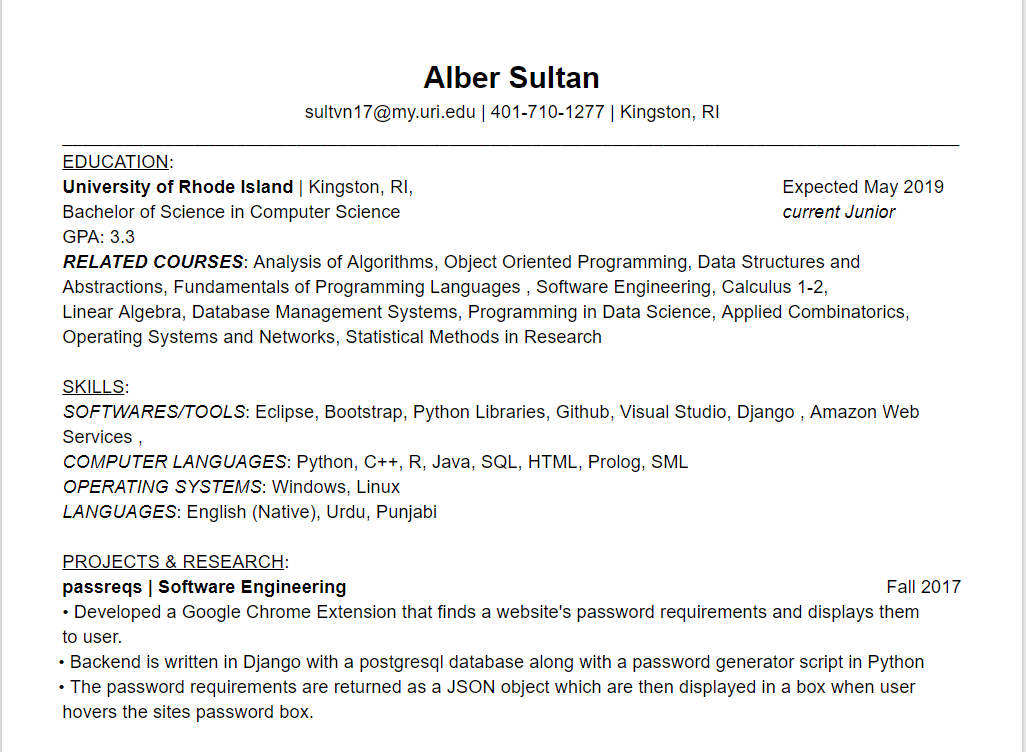 Alber Sultan
sultvn17@my.uri.edu | 401-710-1277 | Kingston, RI
EDUCATION:
University of Rhode Island | Kingston, RI, Expected May 2019
Bachelor of Science in Computer Science current Junior
GPA: 3.3
RELATED COURSES: Analysis of Algorithms, Object Oriented Programming, Data Structures and
Abstractions, Fundamentals of Programming Languages , Software Engineering, Calculus 1-2,
Linear Algebra, Database Management Systems, Programming in Data Science, Applied Combinatorics,
Operating Systems and Networks, Statistical Methods in Research
SKILLS:
SOFTWARES/TOOLS: Eclipse, Bootstrap, Python Libraries, Github, Visual Studio, Django , Amazon Web
Services ,
COMPUTER LANGUAGES: Python, C++, R, Java, SQL, HTML, Prolog, SML
OPERATING SYSTEMS: Windows, Linux
LANGUAGES: English (Native), Urdu, Punjabi
PROJECTS & RESEARCH:
passreqs | Software Engineering Fall 2017
• Developed a Google Chrome Extension that finds a website's password requirements and displays them
to user.
• Backend is written in Django with a postgresql database along with a password generator script in Python
• The password requirements are returned as a JSON object which are then displayed in a box when user
hovers the sites password box.